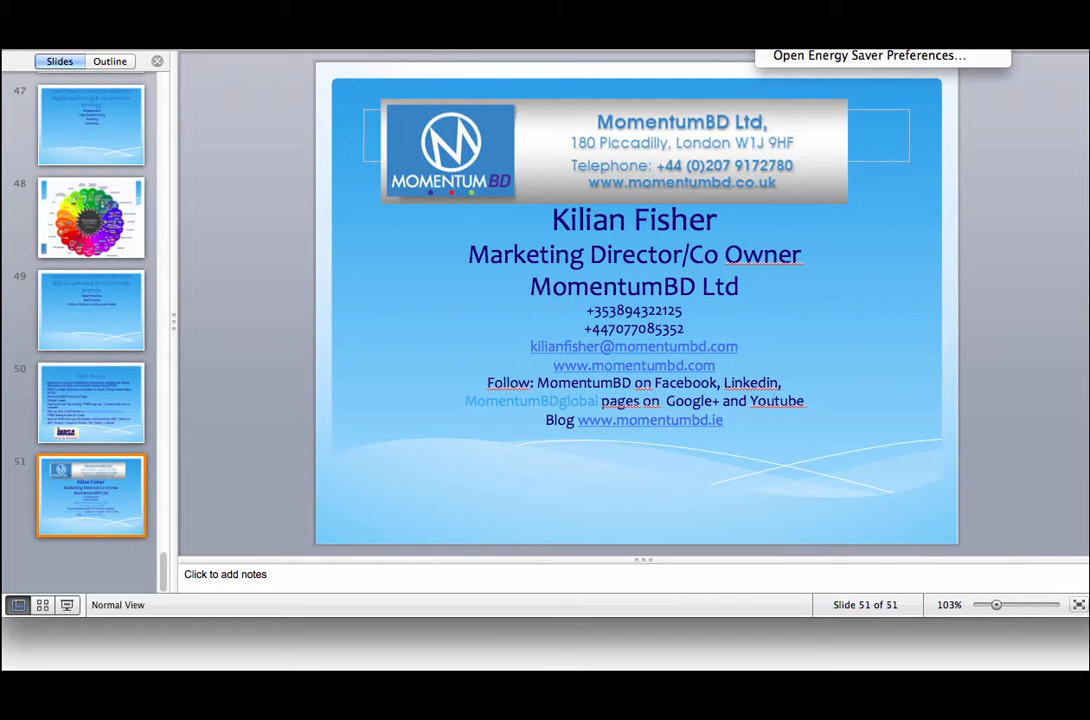 Open Energy Saver Preferences...
Slides
Outline
47
48
49
50
51
MOMENTUM BD
MomentumBD Ltd,
180 Piccadilly, London W1J 9HF
Telephone: +44 (0)207 9172780
www.momentumbd.co.uk
Kilian Fisher
Marketing Director/Co Owner
MomentumBD Ltd
+353894322125
+447077085352
kilianfisher@momentumbd.com
www.momentumbd.com
Follow: MomentumBD on Facebook, Linkedin,
MomentumBDglobal pages on Google+ and Youtube
Blog www.momentumbd.ie
Click to add notes
Normal View
Slide 51 of 51
103%